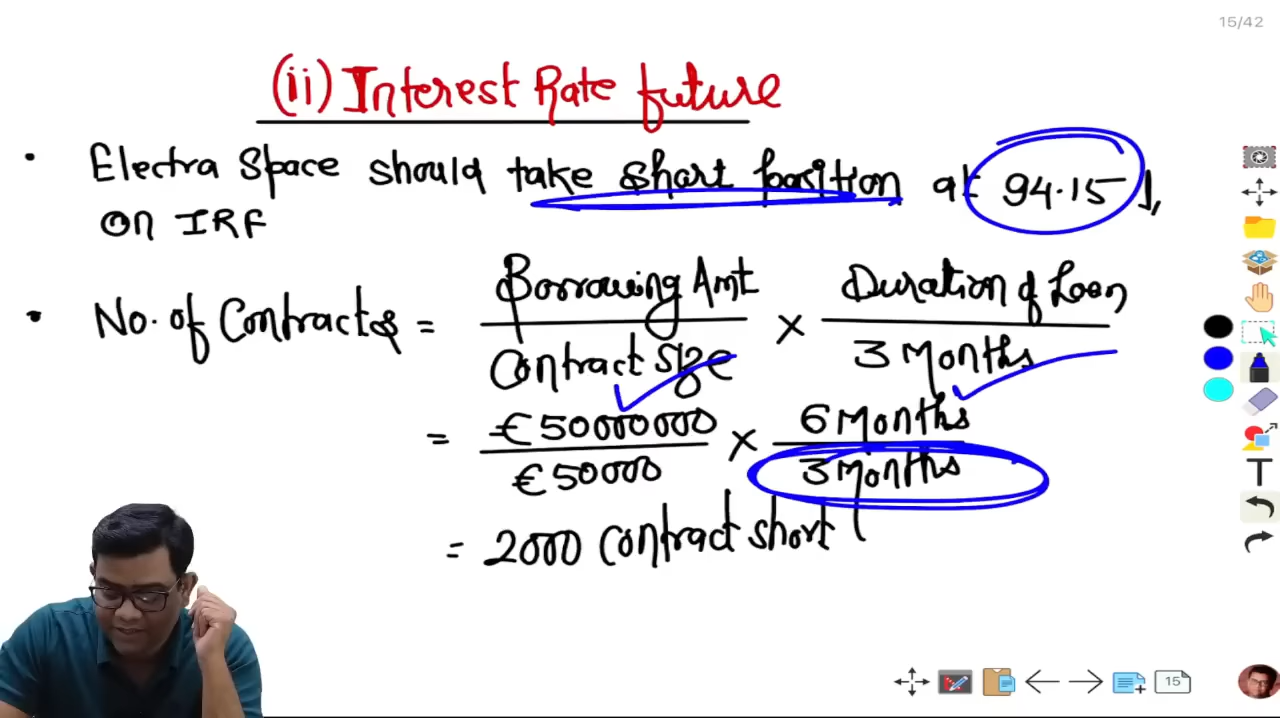 15/42
(ii) Interest Rate future
• Electra Space should take short position at 94.15
on IRF
• No. of Contracts = Borrowing Amt / Contract Size × Duration of Loan / 3 Months
= €50000000 / €50000 × 6 Months / 3 Months
= 2000 Contract short
T
15